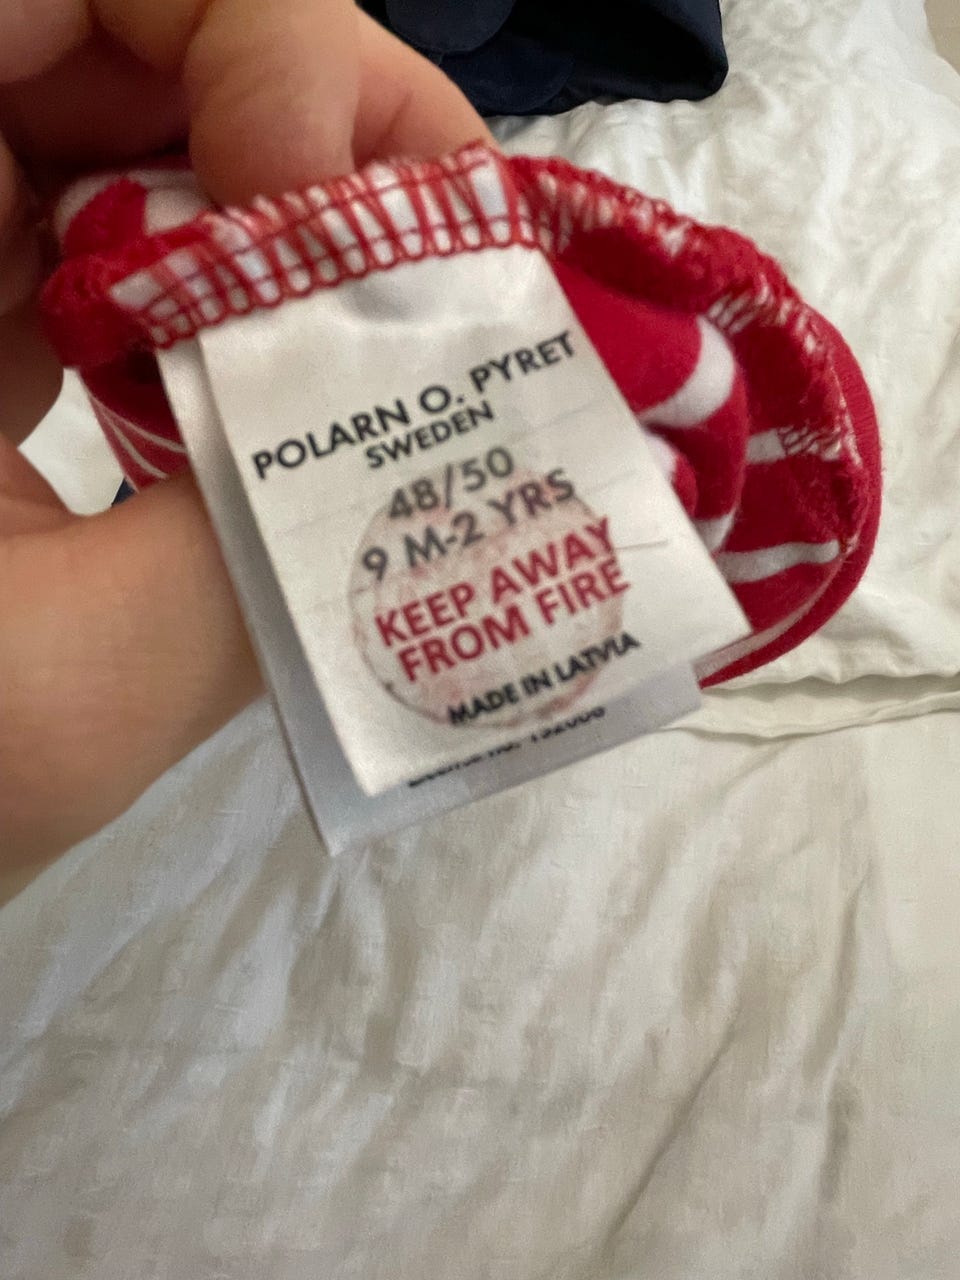 POLARN O. PYRET
SWEDEN
48/50
9 M-2 YRS
KEEP AWAY
FROM FIRE
MADE IN LATVIA